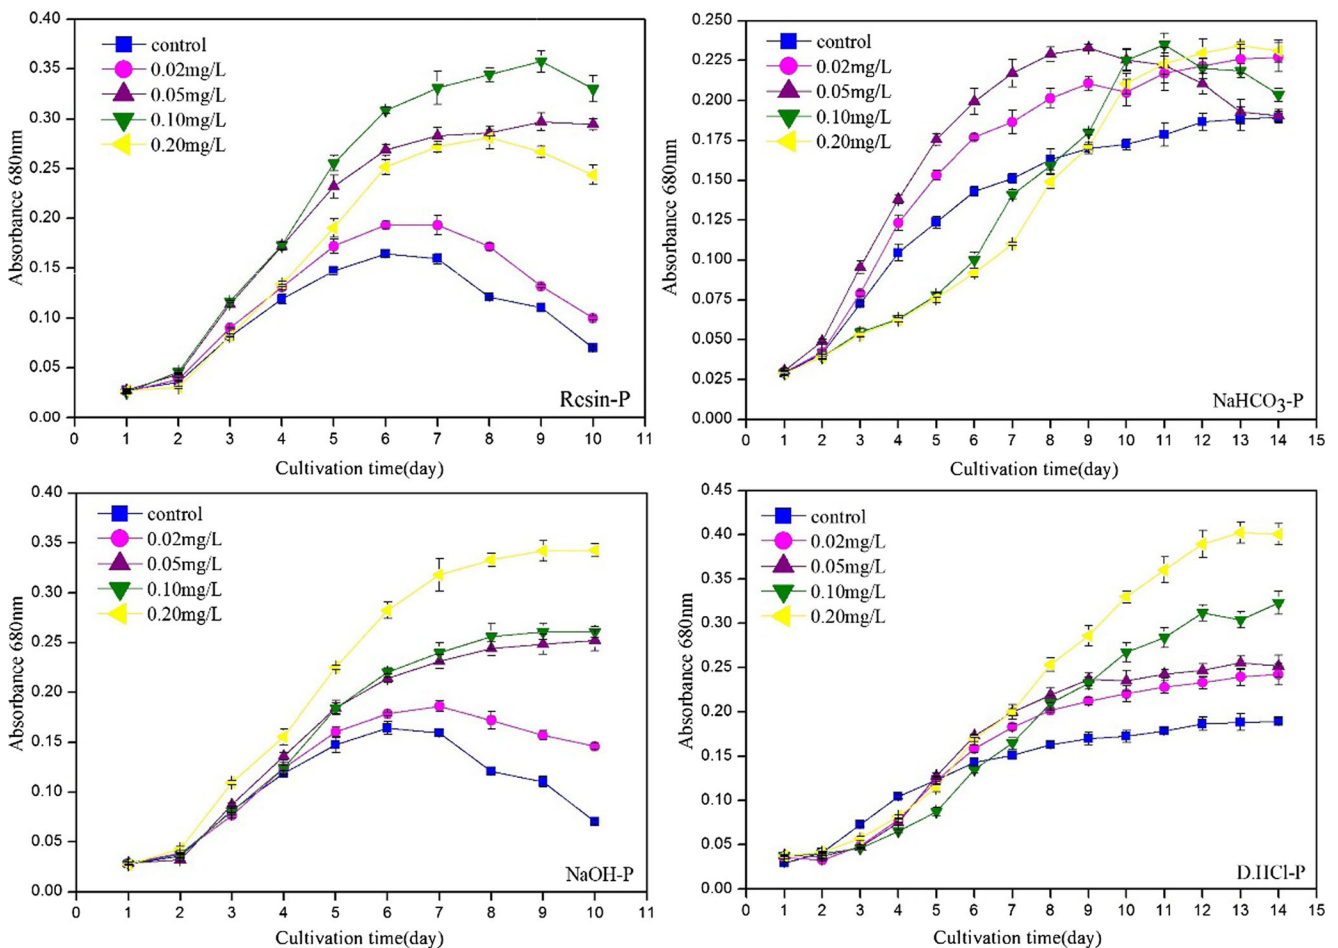 Absorbance 680nm
0.40
0.35
0.30
0.25
0.20
0.15
0.10
0.05
0.00
control
0.02mg/L
0.05mg/L
0.10mg/L
0.20mg/L
Resin-P
0 1 2 3 4 5 6 7 8 9 10 11
Cultivation time(day)
Absorbance 680nm
0.250
0.225
0.200
0.175
0.150
0.125
0.100
0.075
0.050
0.025
0.000
control
0.02mg/L
0.05mg/L
0.10mg/L
0.20mg/L
NaHCO3-P
0 1 2 3 4 5 6 7 8 9 10 11 12 13 14 15
Cultivation time(day)
Absorbance 680nm
0.40
0.35
0.30
0.25
0.20
0.15
0.10
0.05
0.00
control
0.02mg/L
0.05mg/L
0.10mg/L
0.20mg/L
NaOH-P
0 1 2 3 4 5 6 7 8 9 10 11
Cultivation time(day)
Absorbance 680nm
0.45
0.40
0.35
0.30
0.25
0.20
0.15
0.10
0.05
0.00
control
0.02mg/L
0.05mg/L
0.10mg/L
0.20mg/L
D.HCl-P
0 1 2 3 4 5 6 7 8 9 10 11 12 13 14 15
Cultivation time(day)